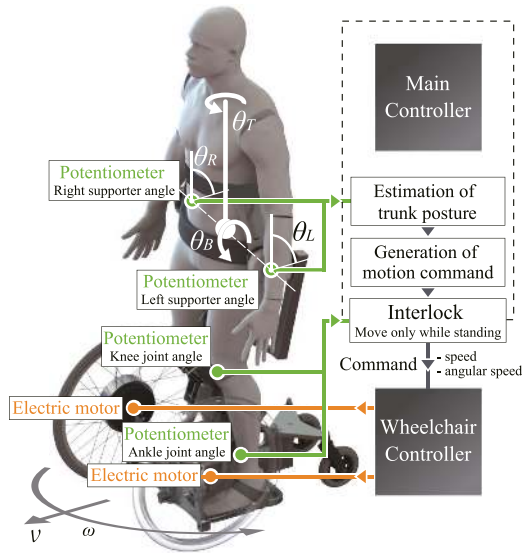 Main
Controller
θT
θR
Potentiometer
Right supporter angle
Estimation of
trunk posture
θB
θL
Generation of
motion command
Potentiometer
Left supporter angle
Interlock
Move only while standing
Potentiometer
Knee joint angle
Command
- speed
- angular speed
Electric motor
Wheelchair
Controller
Potentiometer
Ankle joint angle
Electric motor
v
ω